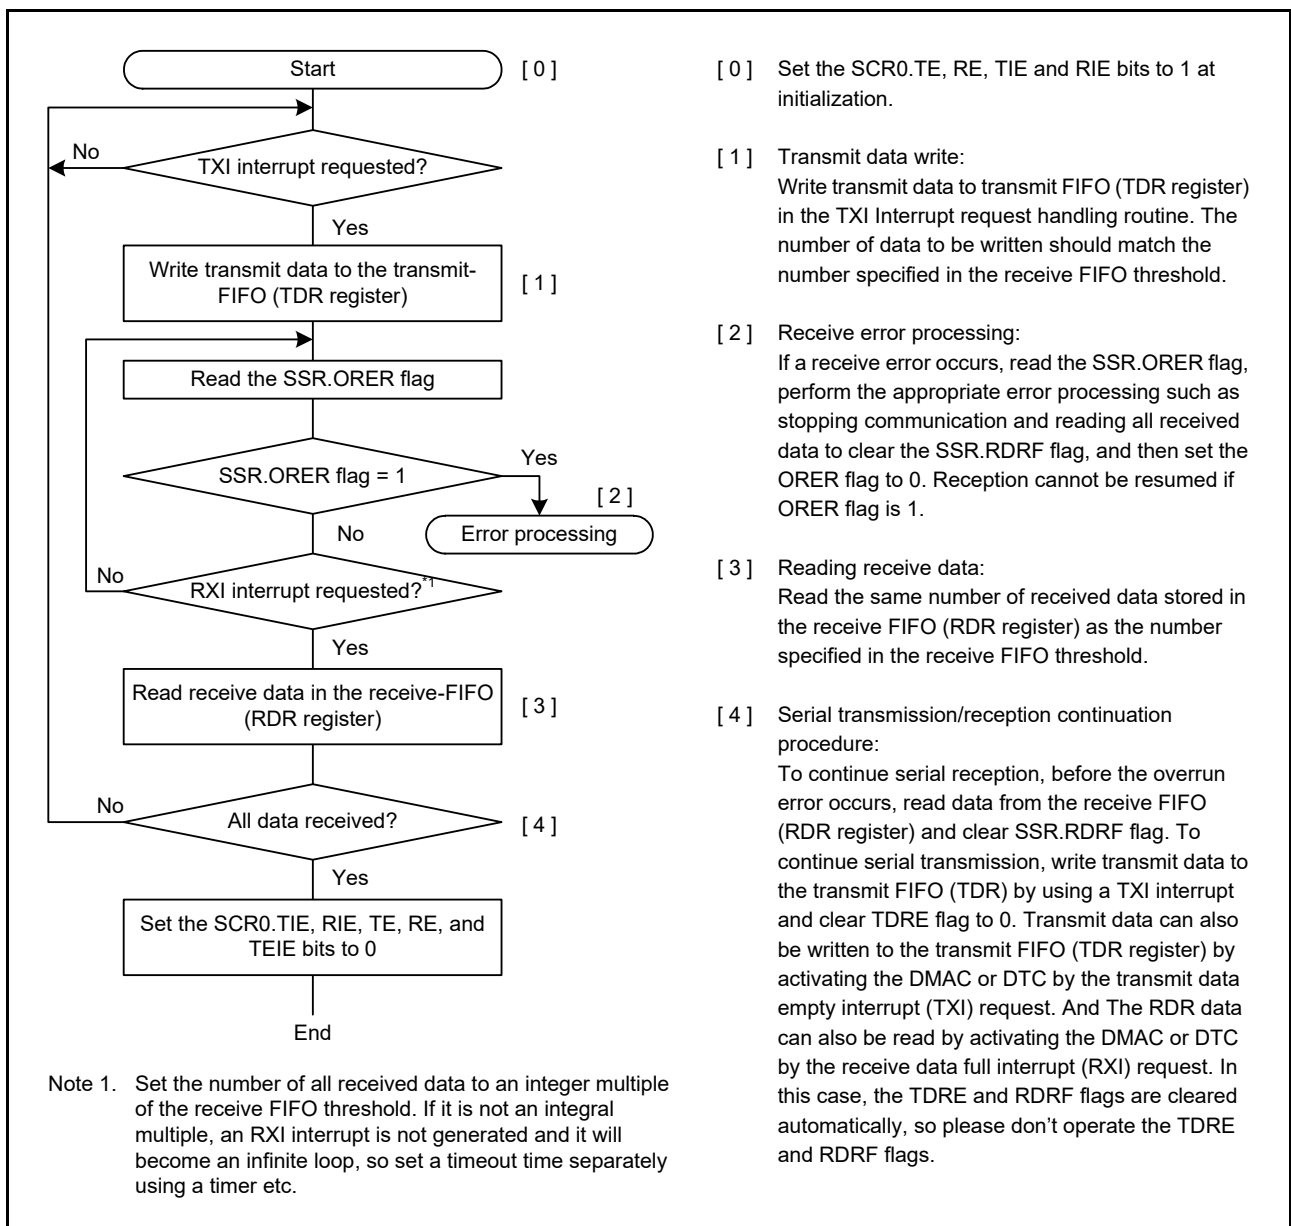 Start
[ 0 ]
No
TXI interrupt requested?
Yes
Write transmit data to the transmit-
FIFO (TDR register)
[ 1 ]
Read the SSR.ORER flag
SSR.ORER flag = 1
Yes
[ 2 ]
Error processing
No
No
RXI interrupt requested?*1
Yes
Read receive data in the receive-FIFO
(RDR register)
[ 3 ]
No
All data received?
[ 4 ]
Yes
Set the SCR0.TIE, RIE, TE, RE, and
TEIE bits to 0
End
Note 1. Set the number of all received data to an integer multiple
of the receive FIFO threshold. If it is not an integral
multiple, an RXI interrupt is not generated and it will
become an infinite loop, so set a timeout time separately
using a timer etc.
[ 0 ] Set the SCR0.TE, RE, TIE and RIE bits to 1 at
initialization.
[ 1 ] Transmit data write:
Write transmit data to transmit FIFO (TDR register)
in the TXI Interrupt request handling routine. The
number of data to be written should match the
number specified in the receive FIFO threshold.
[ 2 ] Receive error processing:
If a receive error occurs, read the SSR.ORER flag,
perform the appropriate error processing such as
stopping communication and reading all received
data to clear the SSR.RDRF flag, and then set the
ORER flag to 0. Reception cannot be resumed if
ORER flag is 1.
[ 3 ] Reading receive data:
Read the same number of received data stored in
the receive FIFO (RDR register) as the number
specified in the receive FIFO threshold.
[ 4 ] Serial transmission/reception continuation
procedure:
To continue serial reception, before the overrun
error occurs, read data from the receive FIFO
(RDR register) and clear SSR.RDRF flag. To
continue serial transmission, write transmit data to
the transmit FIFO (TDR) by using a TXI interrupt
and clear TDRE flag to 0. Transmit data can also
be written to the transmit FIFO (TDR register) by
activating the DMAC or DTC by the transmit data
empty interrupt (TXI) request. And The RDR data
can also be read by activating the DMAC or DTC
by the receive data full interrupt (RXI) request. In
this case, the TDRE and RDRF flags are cleared
automatically, so please don't operate the TDRE
and RDRF flags.